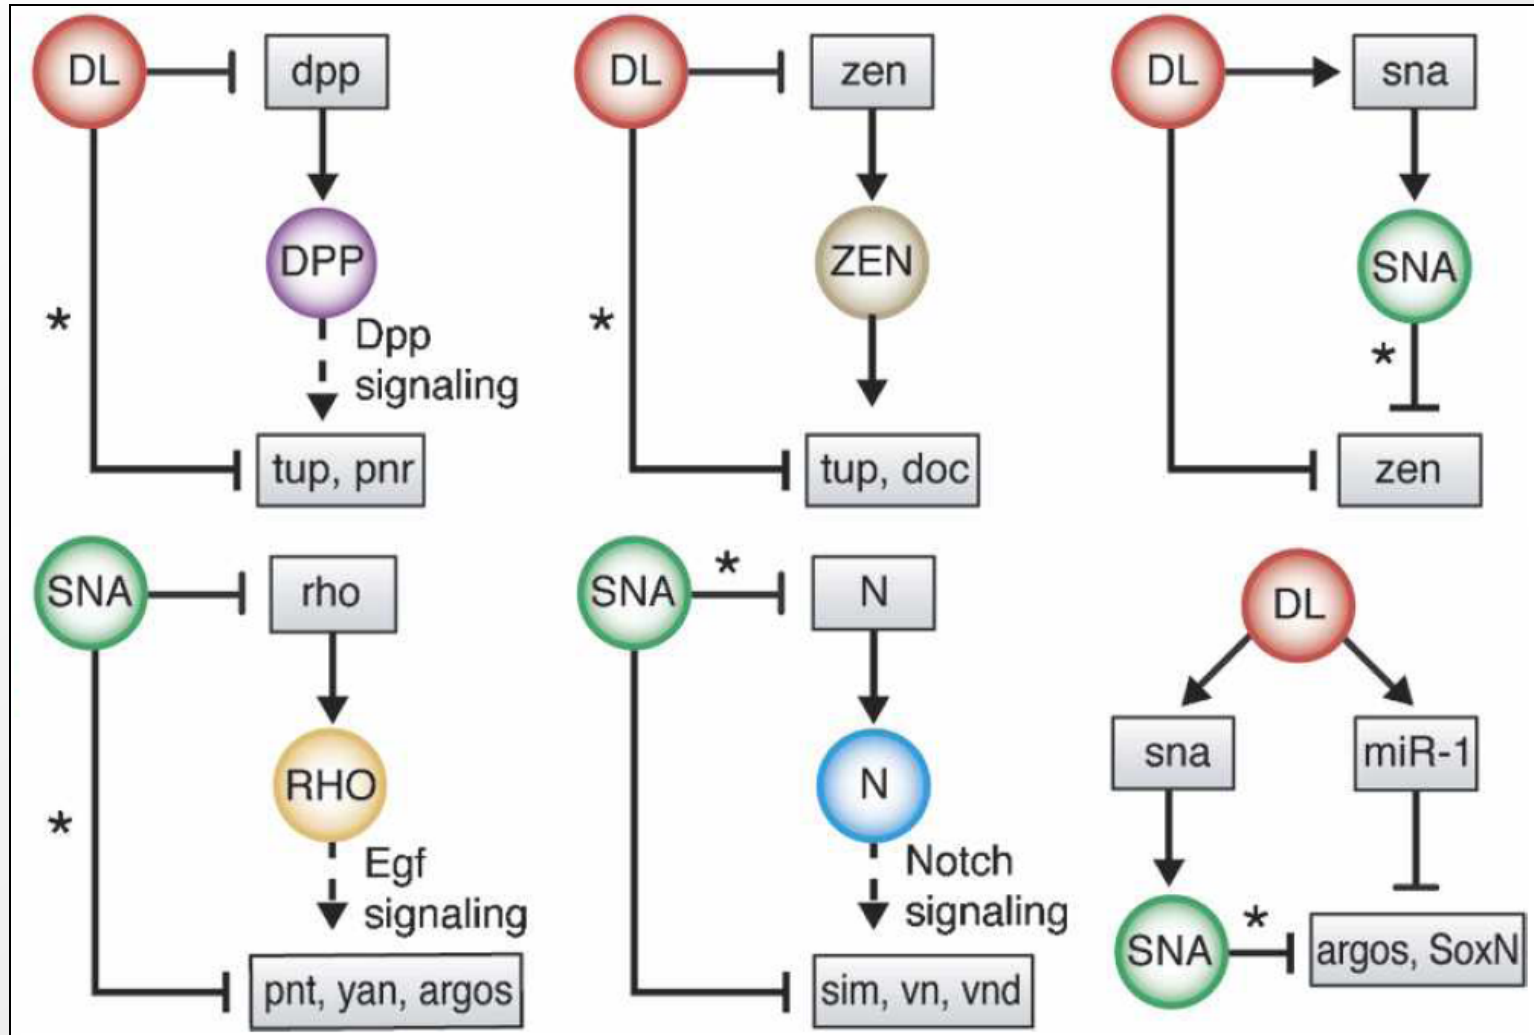 DL
dpp
DPP
*
Dpp
signaling
tup, pnr
DL
zen
ZEN
*
tup, doc
DL
sna
SNA
*
zen
SNA
rho
RHO
*
Egf
signaling
pnt, yan, argos
SNA
*
N
N
Notch
signaling
sim, vn, vnd
DL
sna
miR-1
SNA
*
argos, SoxN